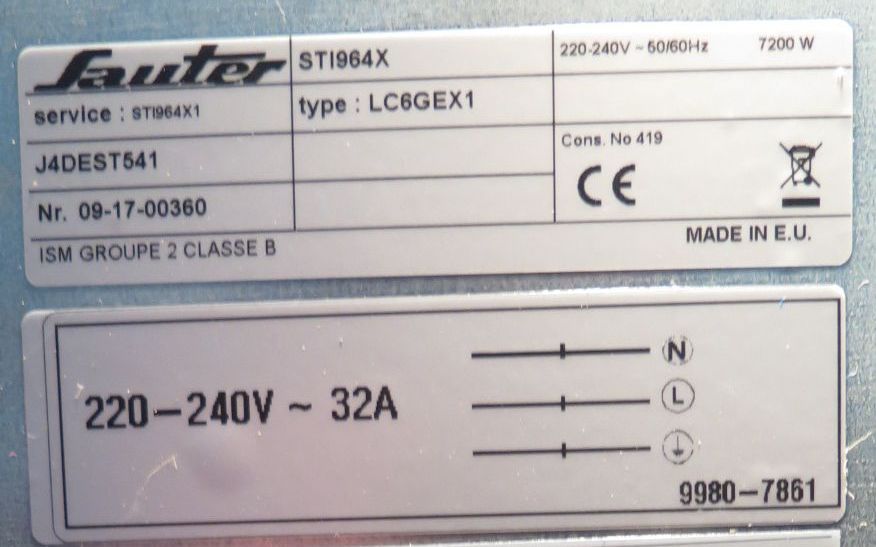 Sauter
STI964X
220-240V ~ 50/60Hz 7200 W
service : STI964X1
type : LC6GEX1
J4DEST541
Cons. No 419
CE
Nr. 09-17-00360
ISM GROUPE 2 CLASSE B
MADE IN E.U.
220-240V ~ 32A
N
L
9980-7861